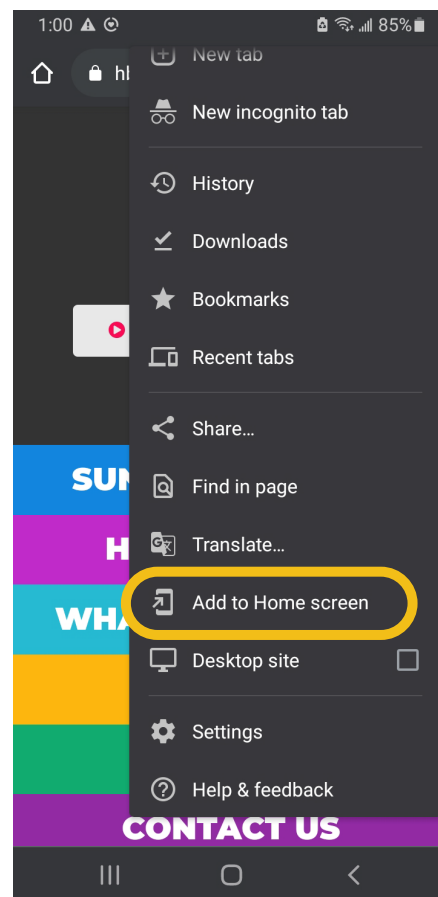 1:00 85%
New tab
New incognito tab
History
Downloads
Bookmarks
Recent tabs
Share...
Find in page
Translate...
Add to Home screen
Desktop site
Settings
Help & feedback
CONTACT US